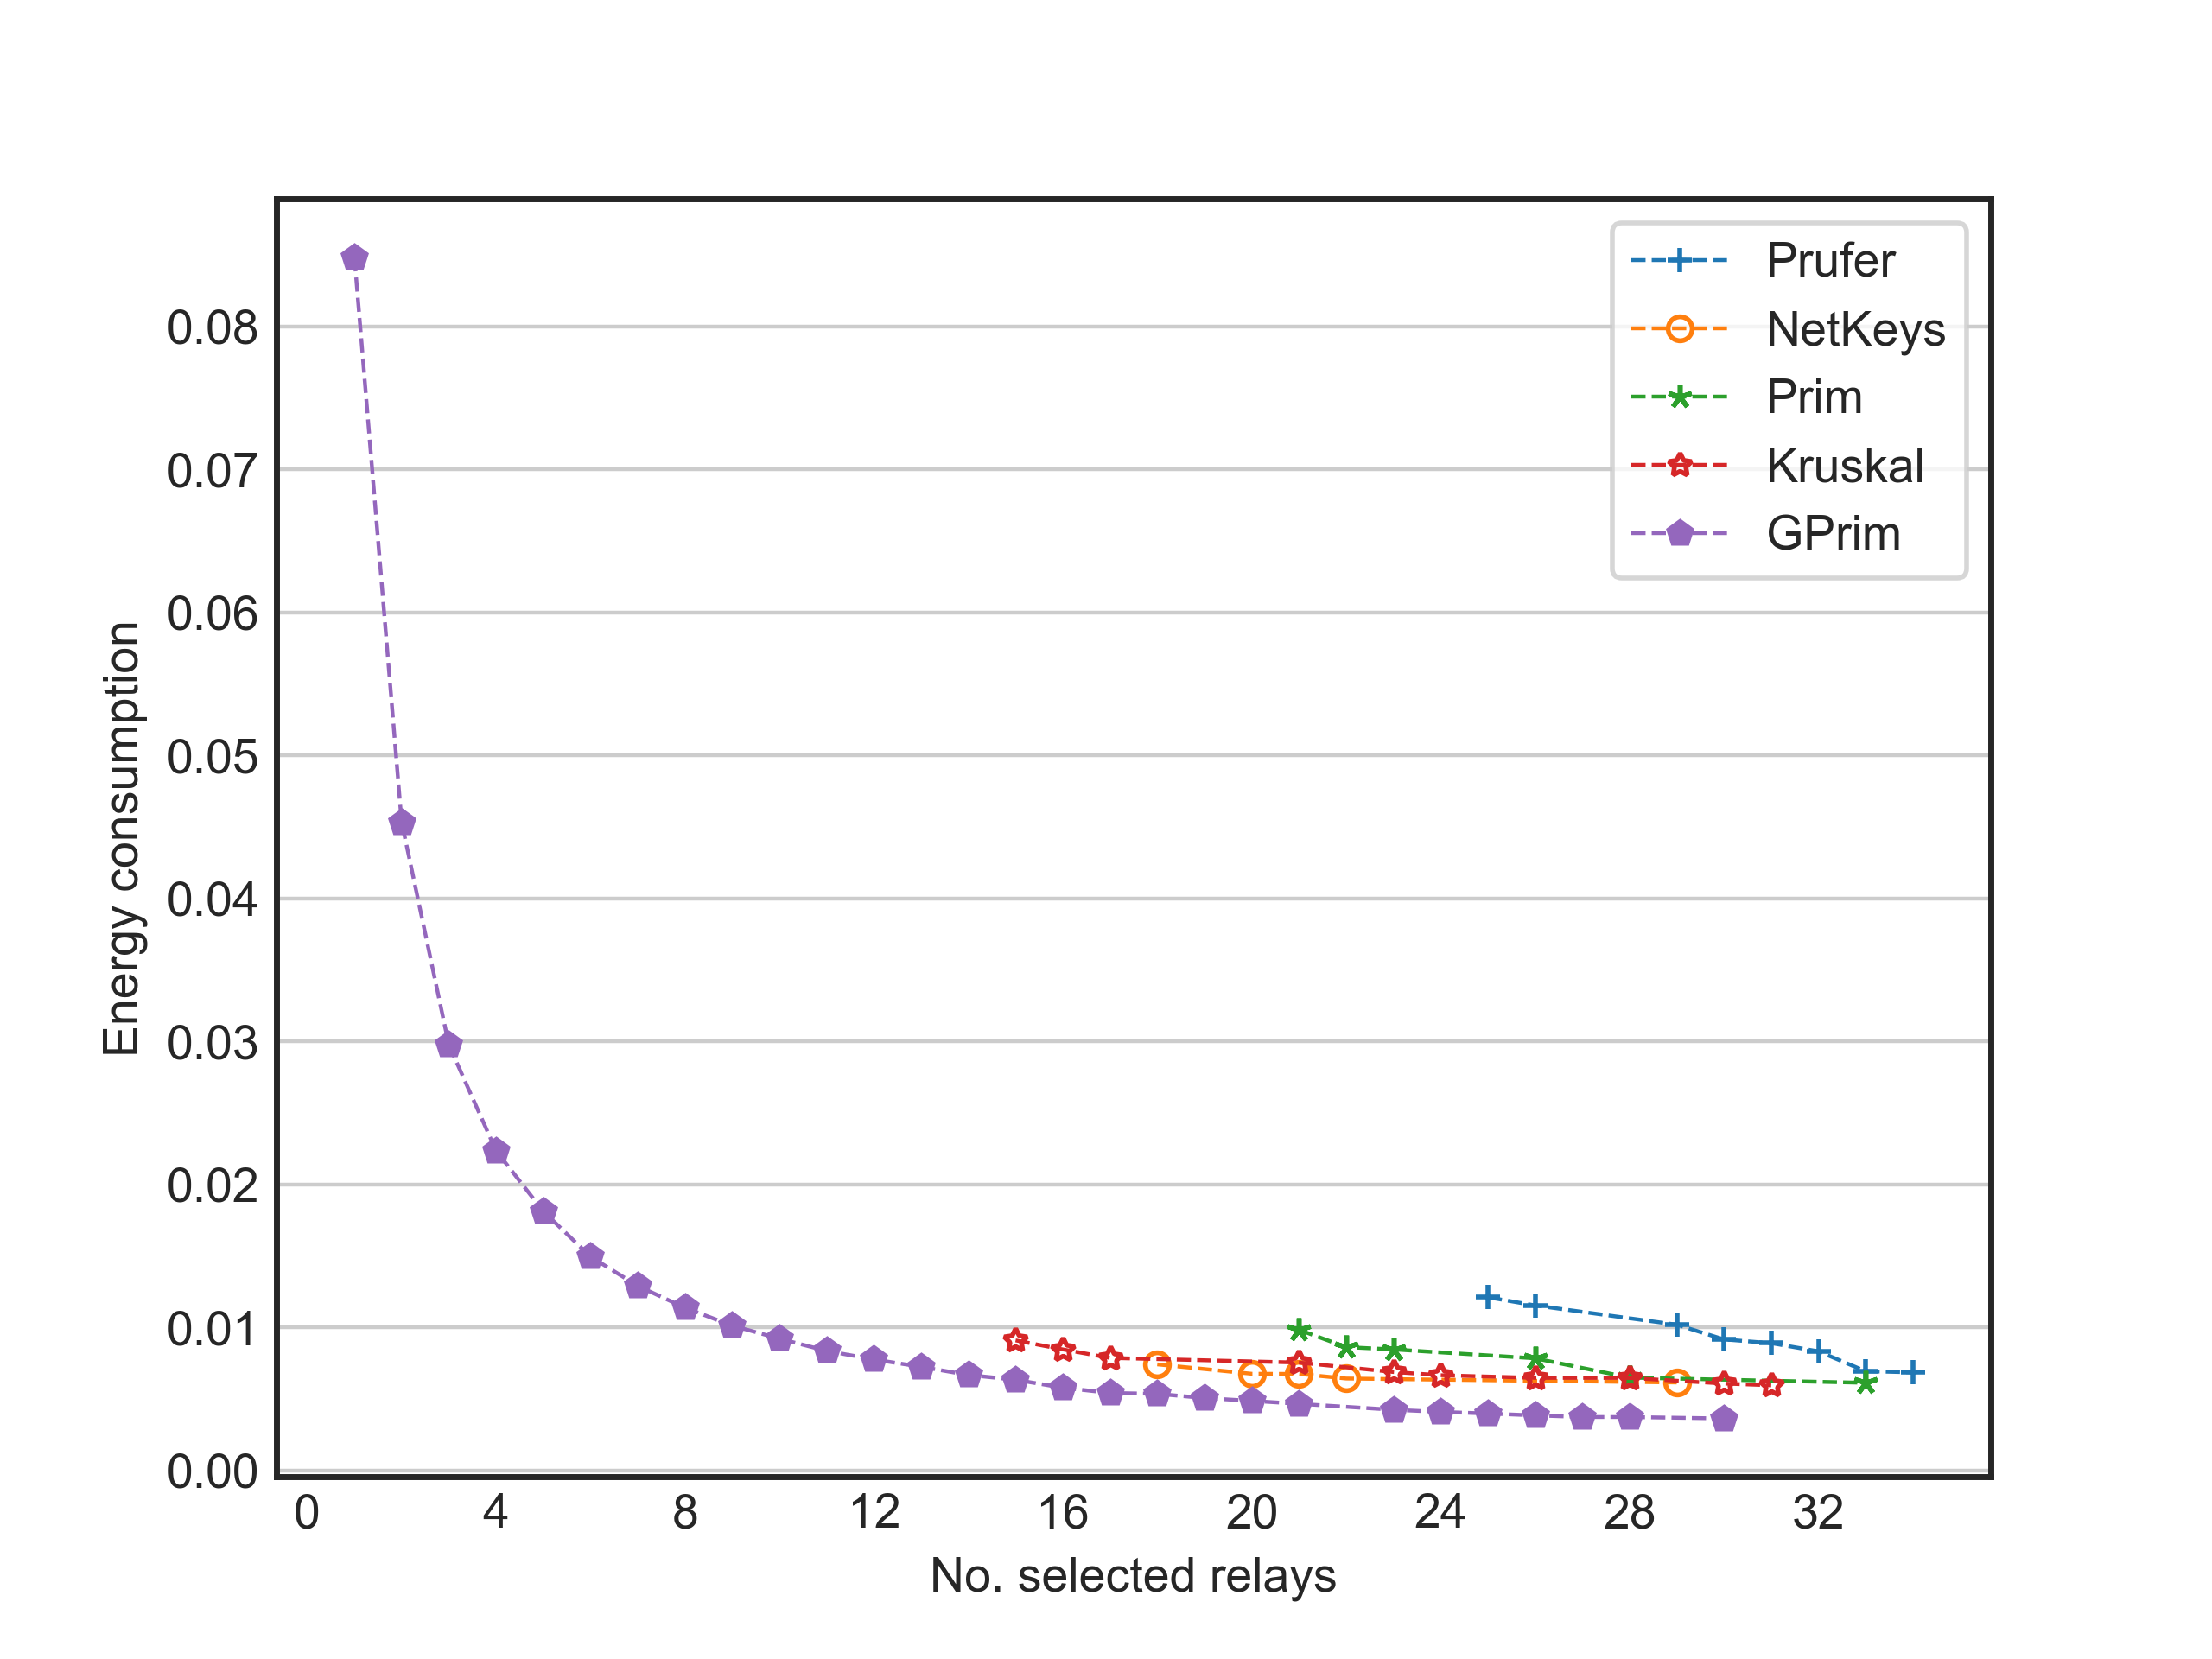 Prufer
NetKeys
Prim
Kruskal
GPrim
0.08
0.07
0.06
0.05
0.04
0.03
0.02
0.01
0.00
Energy consumption
0 4 8 12 16 20 24 28 32
No. selected relays